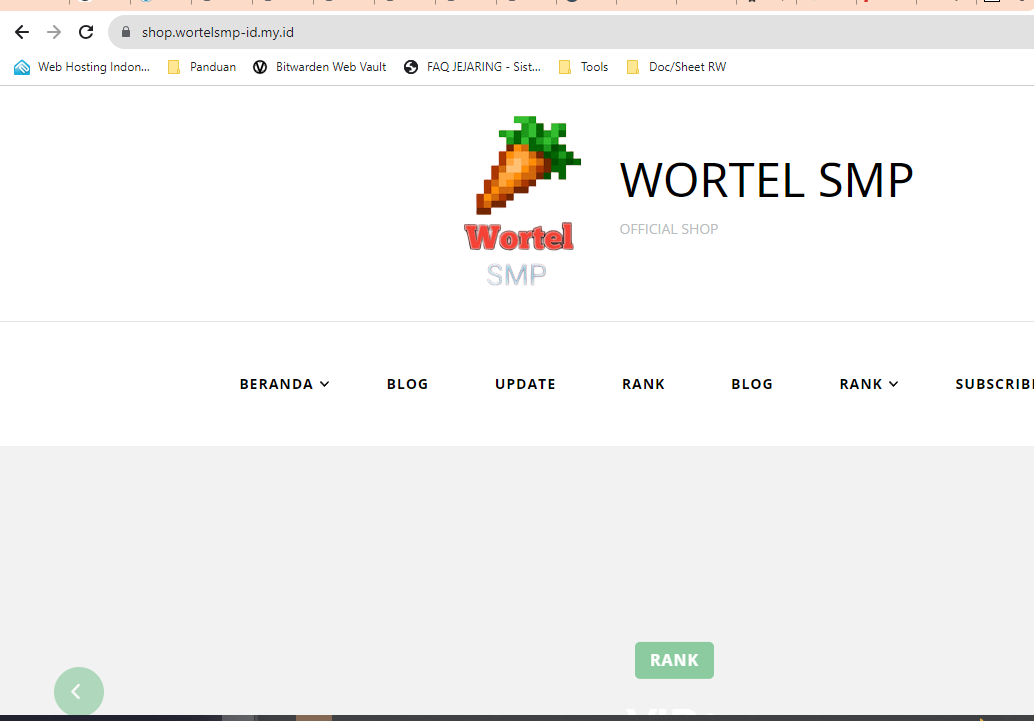 shop.wortelsmp-id.my.id
Web Hosting Indon... Panduan Bitwarden Web Vault FAQ JEJARING - Sist... Tools Doc/Sheet RW
Wortel
SMP
WORTEL SMP
OFFICIAL SHOP
BERANDA BLOG UPDATE RANK BLOG RANK
RANK